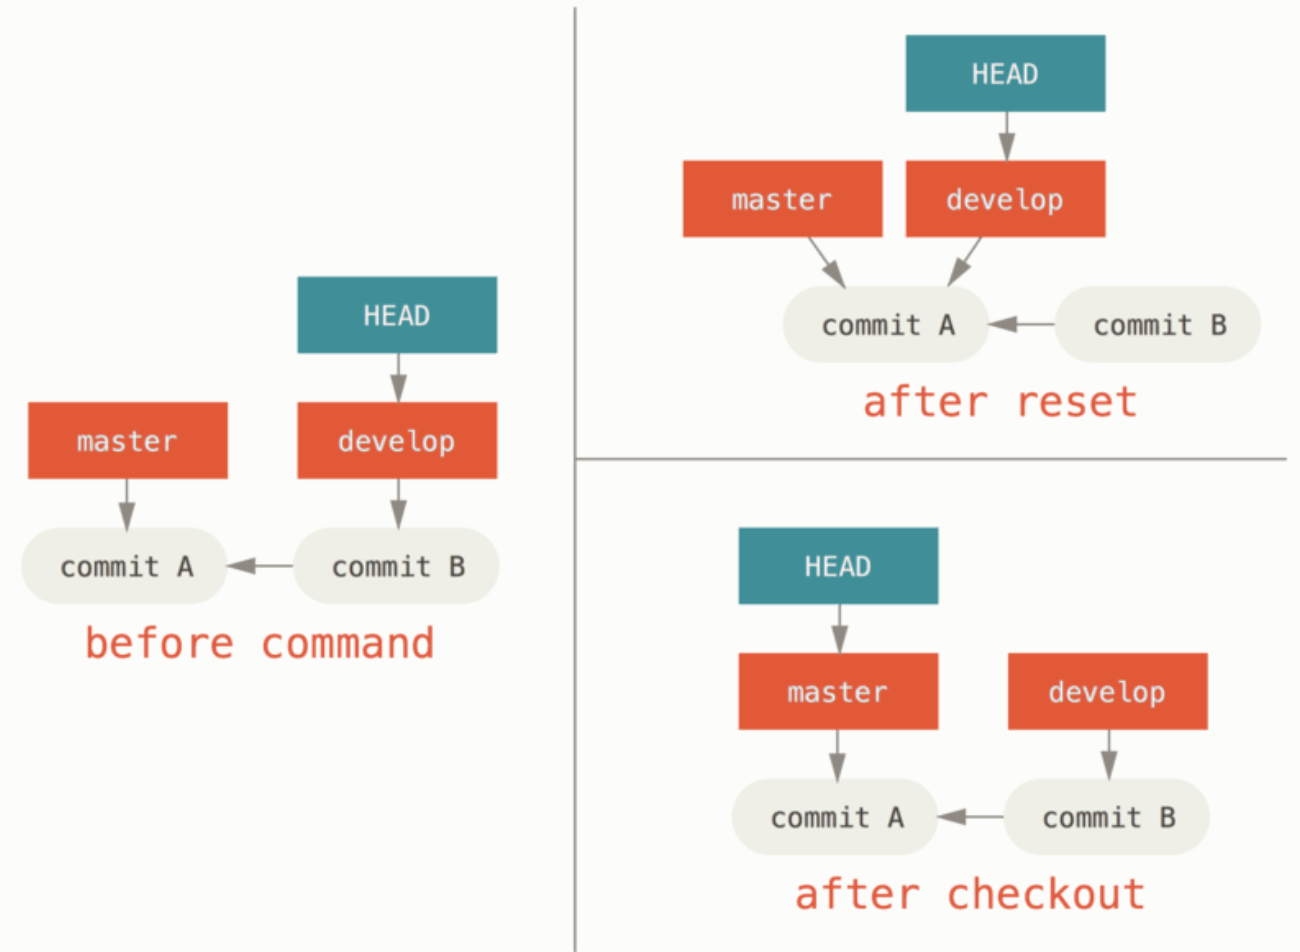 HEAD
master
develop
commit A
commit B
before command
HEAD
master
develop
commit A
commit B
after reset
HEAD
master
develop
commit A
commit B
after checkout